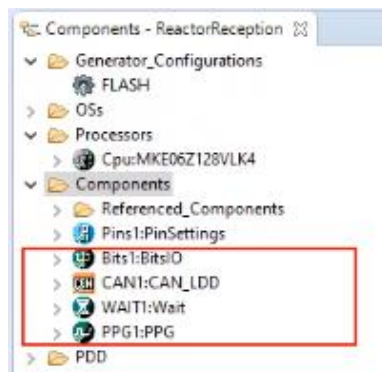 Components - ReactorReception
Generator_Configurations
FLASH
OSs
Processors
Cpu:MKE06Z128VLK4
Components
Referenced_Components
Pins1:PinSettings
Bits1:BitsIO
CAN1:CAN_LDD
WAIT1:Wait
PPG1:PPG
PDD